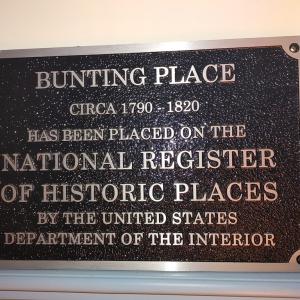 BUNTING PLACE
CIRCA 1790 - 1820
HAS BEEN PLACED ON THE
NATIONAL REGISTER
OF HISTORIC PLACES
BY THE UNITED STATES
DEPARTMENT OF THE INTERIOR